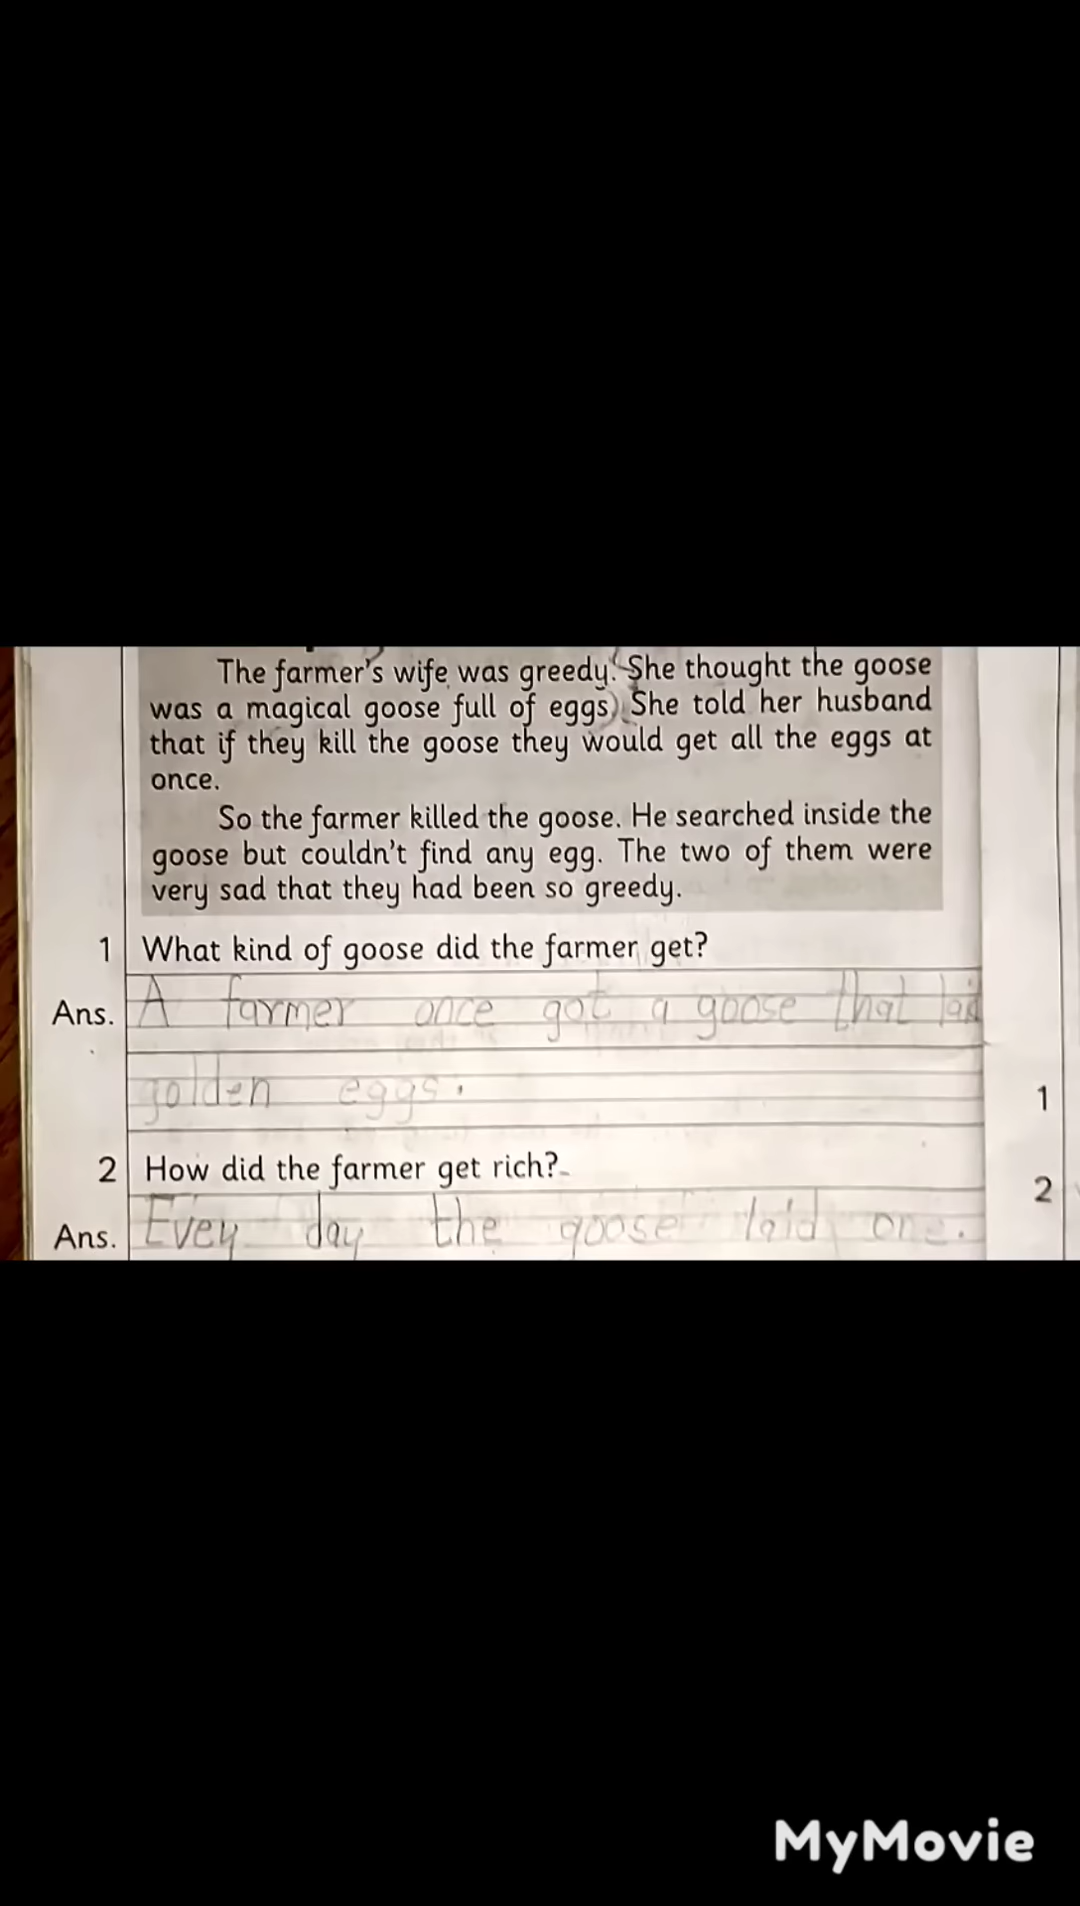 The farmer's wife was greedy. (She thought the goose
was a magical goose full of eggs). She told her husband
that if they kill the goose they would get all the eggs at
once.
So the farmer killed the goose. He searched inside the
goose but couldn't find any egg. The two of them were
very sad that they had been so greedy.
1 What kind of goose did the farmer get?
Ans. A farmer once got a goose that laid
golden eggs.
1
2 How did the farmer get rich?
2
Ans. Evey day the goose laid one.
MyMovie